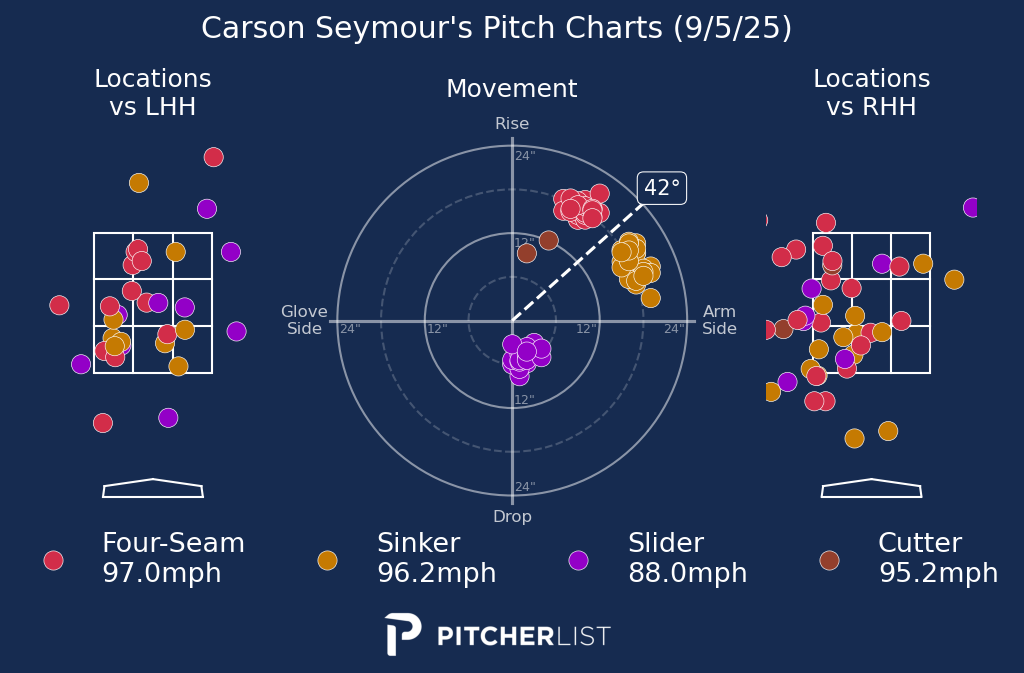 Carson Seymour's Pitch Charts (9/5/25)
Locations
vs LHH
Movement
Locations
vs RHH
Rise
24"
42°
12"
Glove
Side
24"
12"
12"
24"
Arm
Side
12"
24"
Drop
Four-Seam
97.0mph
Sinker
96.2mph
Slider
88.0mph
Cutter
95.2mph
PITCHERLIST